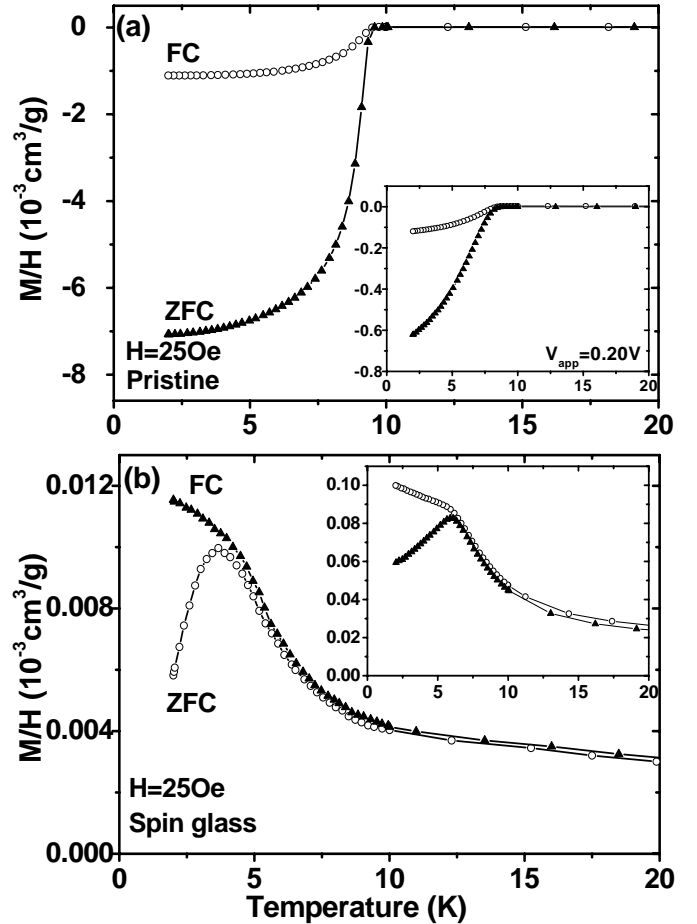 (a)
FC
ZFC
H=25Oe
Pristine
M/H (10⁻³cm³/g)
0
-2
-4
-6
-8
0 5 10 15 20
0.0
-0.2
-0.4
-0.6
-0.8
0 5 10 15 20
V_app=0.20V
(b)
FC
ZFC
H=25Oe
Spin glass
M/H (10⁻³cm³/g)
0.012
0.008
0.004
0.000
0 5 10 15 20
Temperature (K)
0.10
0.08
0.06
0.04
0.02
0.00
0 5 10 15 20